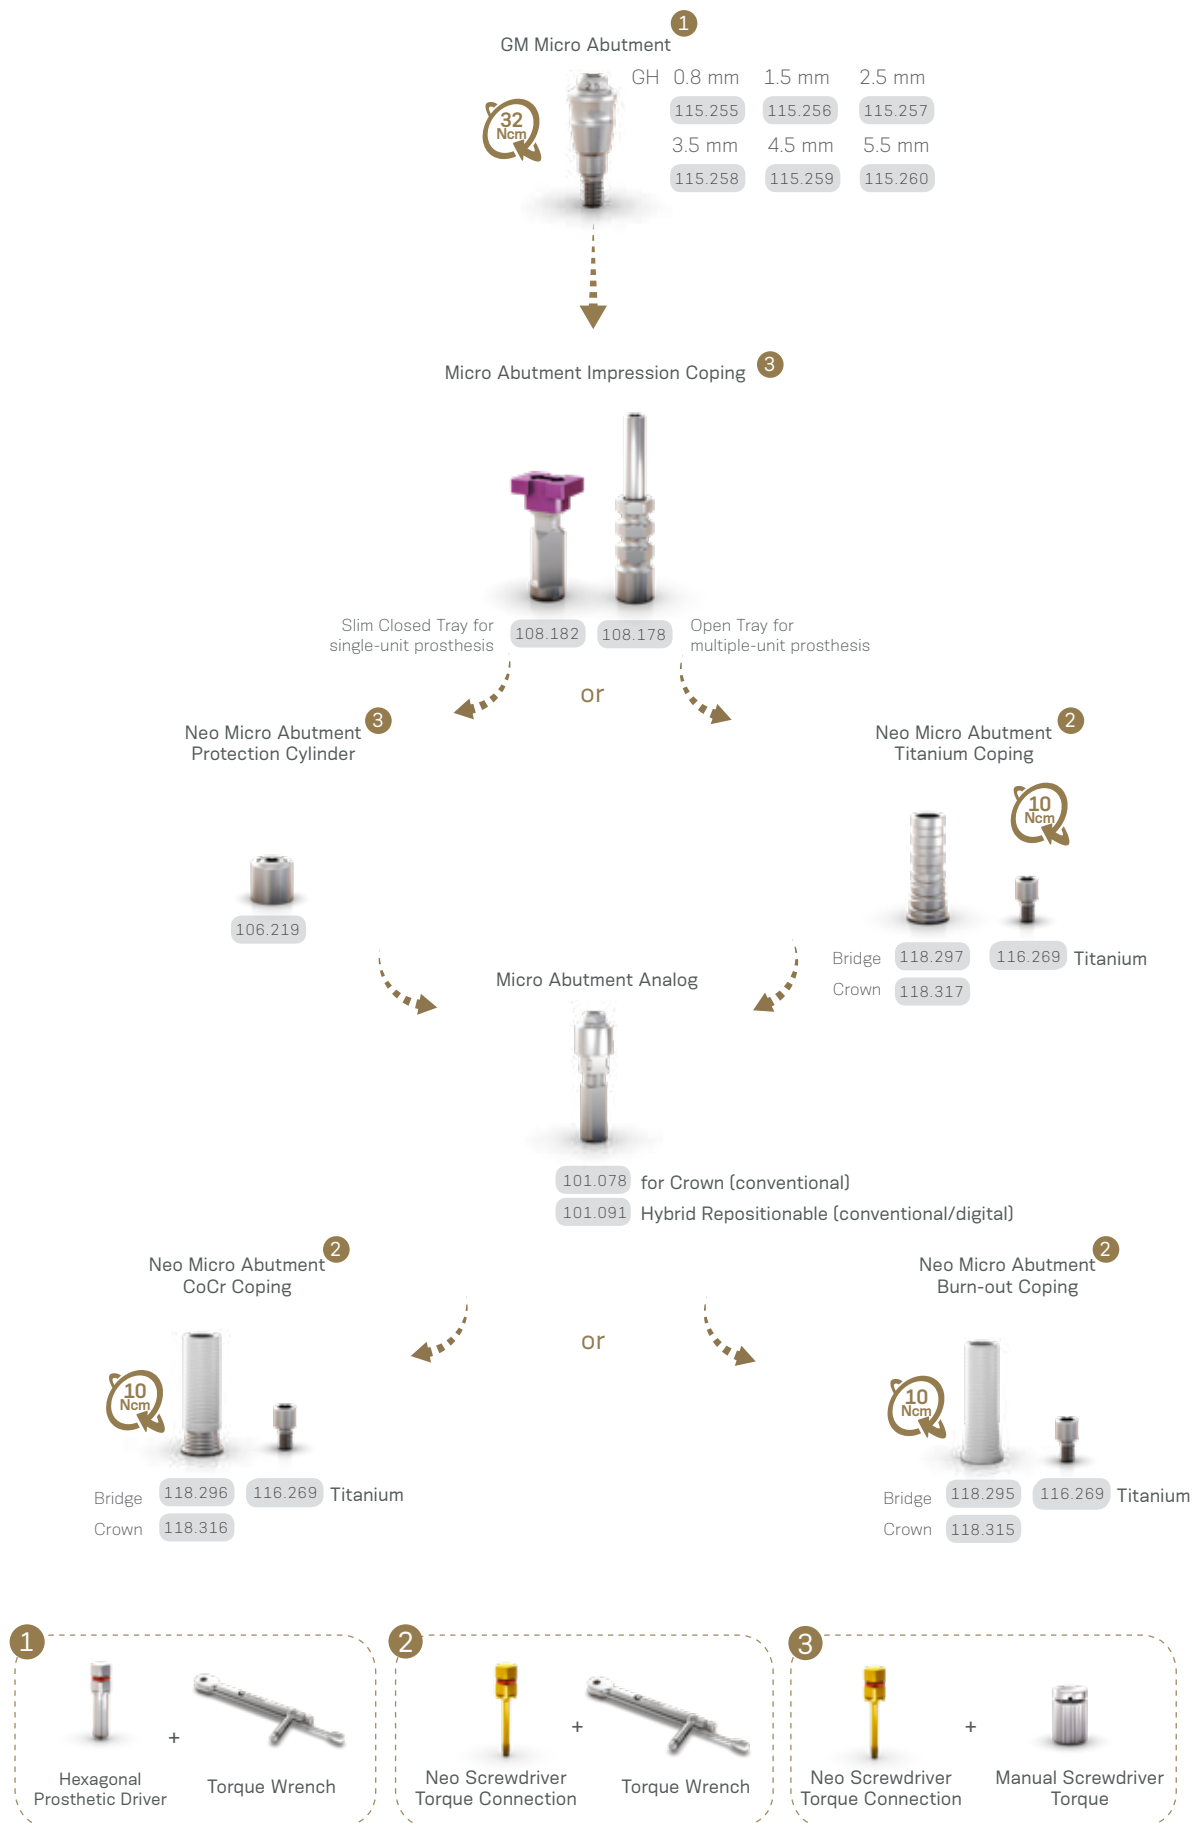 1
GM Micro Abutment
GH 0.8 mm 1.5 mm 2.5 mm
115.255 115.256 115.257
32
Ncm
3.5 mm 4.5 mm 5.5 mm
115.258 115.259 115.260
Micro Abutment Impression Coping 3
Slim Closed Tray for
single-unit prosthesis
108.182 108.178
Open Tray for
multiple-unit prosthesis
or
Neo Micro Abutment 3
Protection Cylinder
106.219
Neo Micro Abutment 2
Titanium Coping
10
Ncm
Bridge 118.297 116.269 Titanium
Crown 118.317
Micro Abutment Analog
101.078 for Crown (conventional)
101.091 Hybrid Repositionable (conventional/digital)
Neo Micro Abutment 2
CoCr Coping
10
Ncm
Bridge 118.296 116.269 Titanium
Crown 118.316
or
Neo Micro Abutment 2
Burn-out Coping
10
Ncm
Bridge 118.295 116.269 Titanium
Crown 118.315
1
Hexagonal
Prosthetic Driver
+
Torque Wrench
2
Neo Screwdriver
Torque Connection
+
Torque Wrench
3
Neo Screwdriver
Torque Connection
+
Manual Screwdriver
Torque